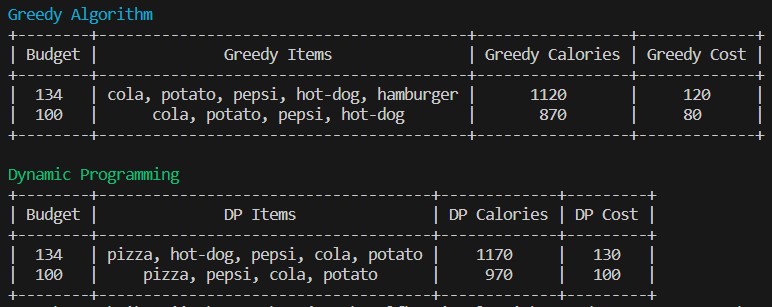 Greedy Algorithm
+--------+------------------------------------------+-----------------+-------------+
| Budget | Greedy Items | Greedy Calories | Greedy Cost |
+--------+------------------------------------------+-----------------+-------------+
| 134 | cola, potato, pepsi, hot-dog, hamburger | 1120 | 120 |
| 100 | cola, potato, pepsi, hot-dog | 870 | 80 |
+--------+------------------------------------------+-----------------+-------------+
Dynamic Programming
+--------+-------------------------------------+-------------+---------+
| Budget | DP Items | DP Calories | DP Cost |
+--------+-------------------------------------+-------------+---------+
| 134 | pizza, hot-dog, pepsi, cola, potato | 1170 | 130 |
| 100 | pizza, pepsi, cola, potato | 970 | 100 |
+--------+-------------------------------------+-------------+---------+